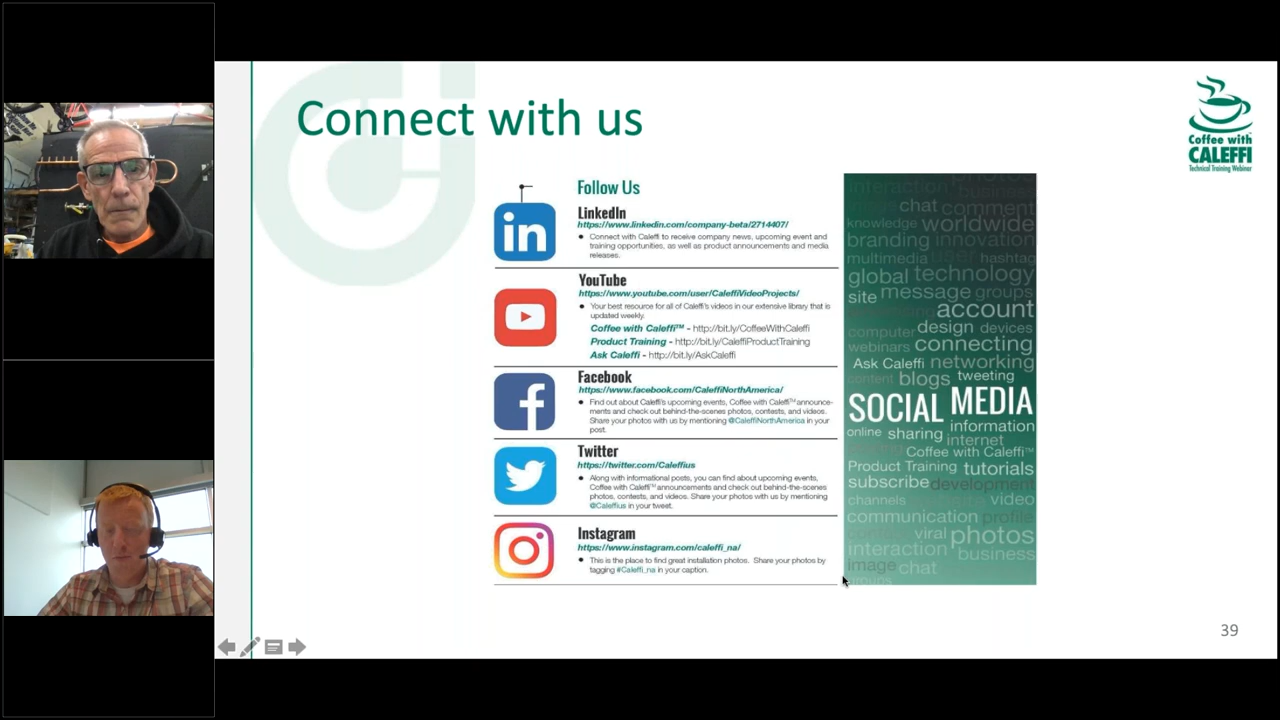 Connect with us
Coffee with
CALEFFI
Technical Training Webinar
Follow Us
LinkedIn
https://www.linkedin.com/company-beta/2714407/
● Connect with Caleffi to receive company news, upcoming event and
training opportunities, as well as product announcements and media
releases.
YouTube
https://www.youtube.com/user/CaleffiVideoProjects/
● Your best resource for all of Caleffi's videos in our extensive library that is
updated weekly.
Coffee with Caleffi™ - http://bit.ly/CoffeeWithCaleffi
Product Training - http://bit.ly/CaleffiProductTraining
Ask Caleffi - http://bit.ly/AskCaleffi
Facebook
https://www.facebook.com/CaleffiNorthAmerica/
● Find out about Caleffi's upcoming events, Coffee with Caleffi™ announce-
ments and check out behind-the-scenes photos, contests, and videos.
Share your photos with us by mentioning @CaleffiNorthAmerica in your
post.
Twitter
https://twitter.com/Caleffius
● Along with informational posts, you can find about upcoming events,
Coffee with Caleffi™ announcements and check out behind-the-scenes
photos, contests, and videos. Share your photos with us by mentioning
@Caleffius in your tweet.
Instagram
https://www.instagram.com/caleffi_na/
● This is the place to find great installation photos. Share your photos by
tagging #Caleffi_na in your caption.
photos
interaction business
chat comment
knowledge worldwide
branding innovation
multimedia user hashtag
global technology
site message groups
account
computer design devices
webinars connecting
Ask Caleffi networking
content blogs tweeting
SOCIAL MEDIA
online sharing information
internet
Coffee with Caleffi™
Product Training tutorials
subscribe development
channels video
communication profile
viral photos
interaction business
image chat
groups
39